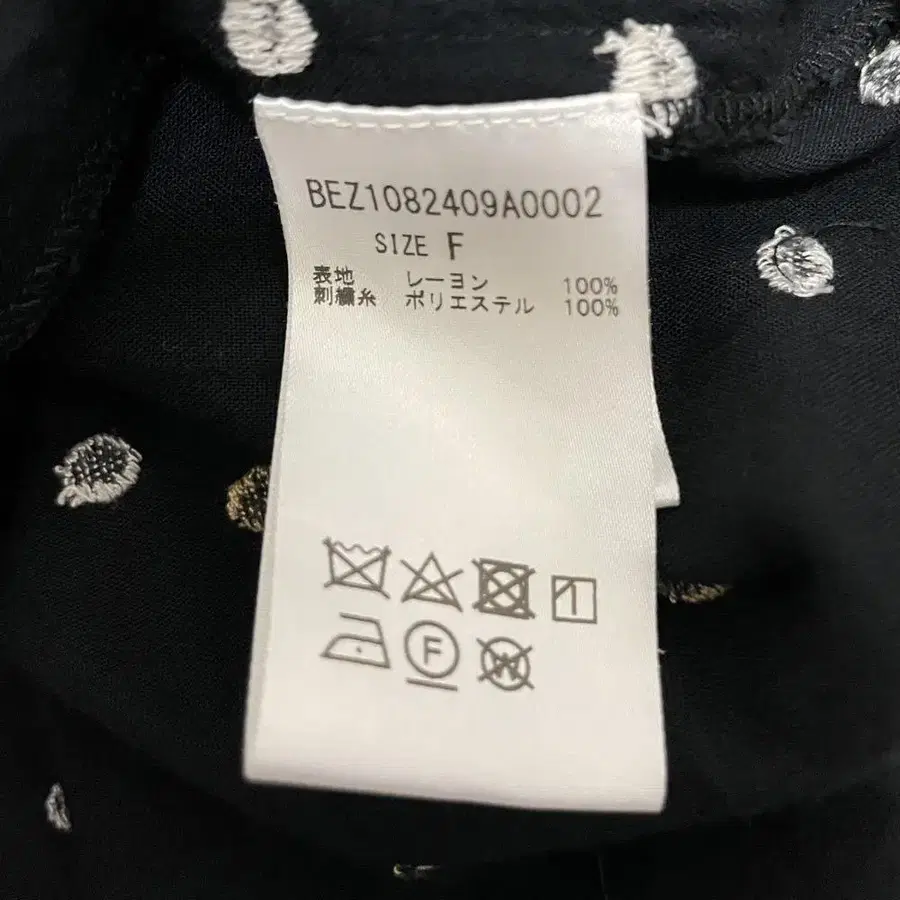 BEZ1082409A0002
SIZE F
表地 レーヨン 100%
刺繍糸 ポリエステル 100%
F
W